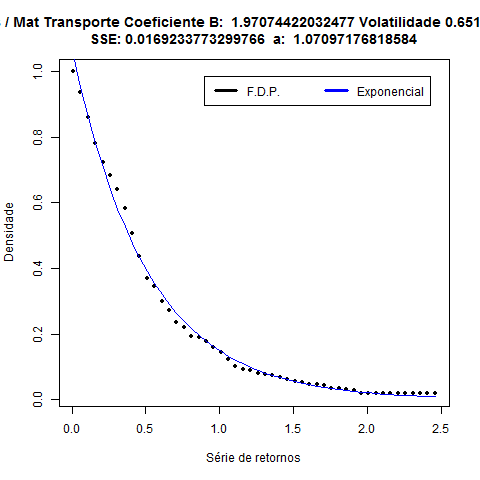 / Mat Transporte Coeficiente B: 1.97074422032477 Volatilidade 0.651
SSE: 0.0169233773299766 a: 1.07097176818584
F.D.P.
Exponencial
Densidade
0.0
0.2
0.4
0.6
0.8
1.0
0.0
0.5
1.0
1.5
2.0
2.5
Série de retornos